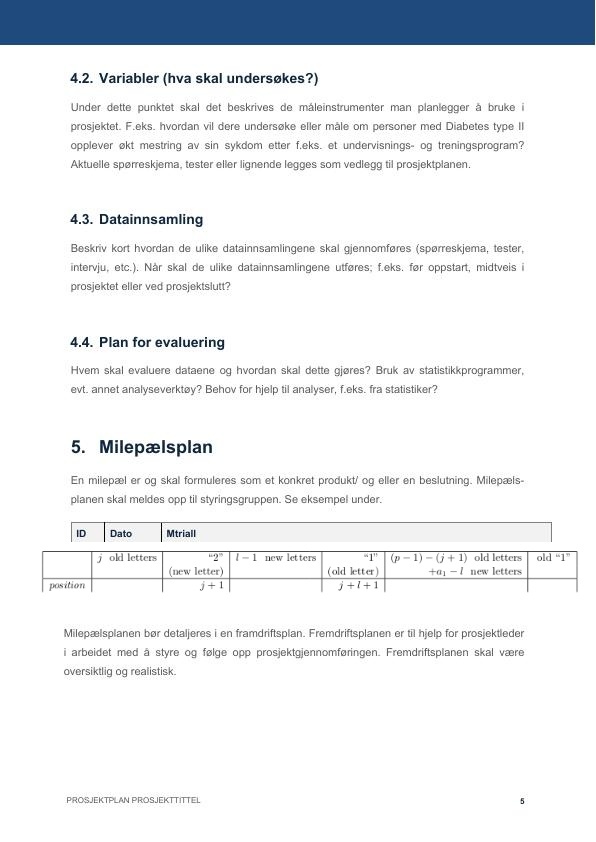 4.2. Variabler (hva skal undersøkes?)
Under dette punktet skal det beskrives de måleinstrumenter man planlegger å bruke i
prosjektet. F.eks. hvordan vil dere undersøke eller måle om personer med Diabetes type II
opplever økt mestring av sin sykdom etter f.eks. et undervisnings- og treningsprogram?
Aktuelle spørreskjema, tester eller lignende legges som vedlegg til prosjektplanen.
4.3. Datainnsamling
Beskriv kort hvordan de ulike datainnsamlingene skal gjennomføres (spørreskjema, tester,
intervju, etc.). Når skal de ulike datainnsamlingene utføres; f.eks. før oppstart, midtveis i
prosjektet eller ved prosjektslutt?
4.4. Plan for evaluering
Hvem skal evaluere dataene og hvordan skal dette gjøres? Bruk av statistikkprogrammer,
evt. annet analyseverktøy? Behov for hjelp til analyser, f.eks. fra statistiker?
5. Milepælsplan
En milepæl er og skal formuleres som et konkret produkt/ og eller en beslutning. Milepæls-
planen skal meldes opp til styringsgruppen. Se eksempel under.
ID Dato Mtriall
j old letters “2” l − 1 new letters “1” (p − 1) − (j + 1) old letters old “1”
(new letter) (old letter) +a₁ − l new letters
position j + 1 j + l + 1
Milepælsplanen bør detaljeres i en framdriftsplan. Fremdriftsplanen er til hjelp for prosjektleder
i arbeidet med å styre og følge opp prosjektgjennomføringen. Fremdriftsplanen skal være
oversiktlig og realistisk.
PROSJEKTPLAN PROSJEKTTITTEL 5